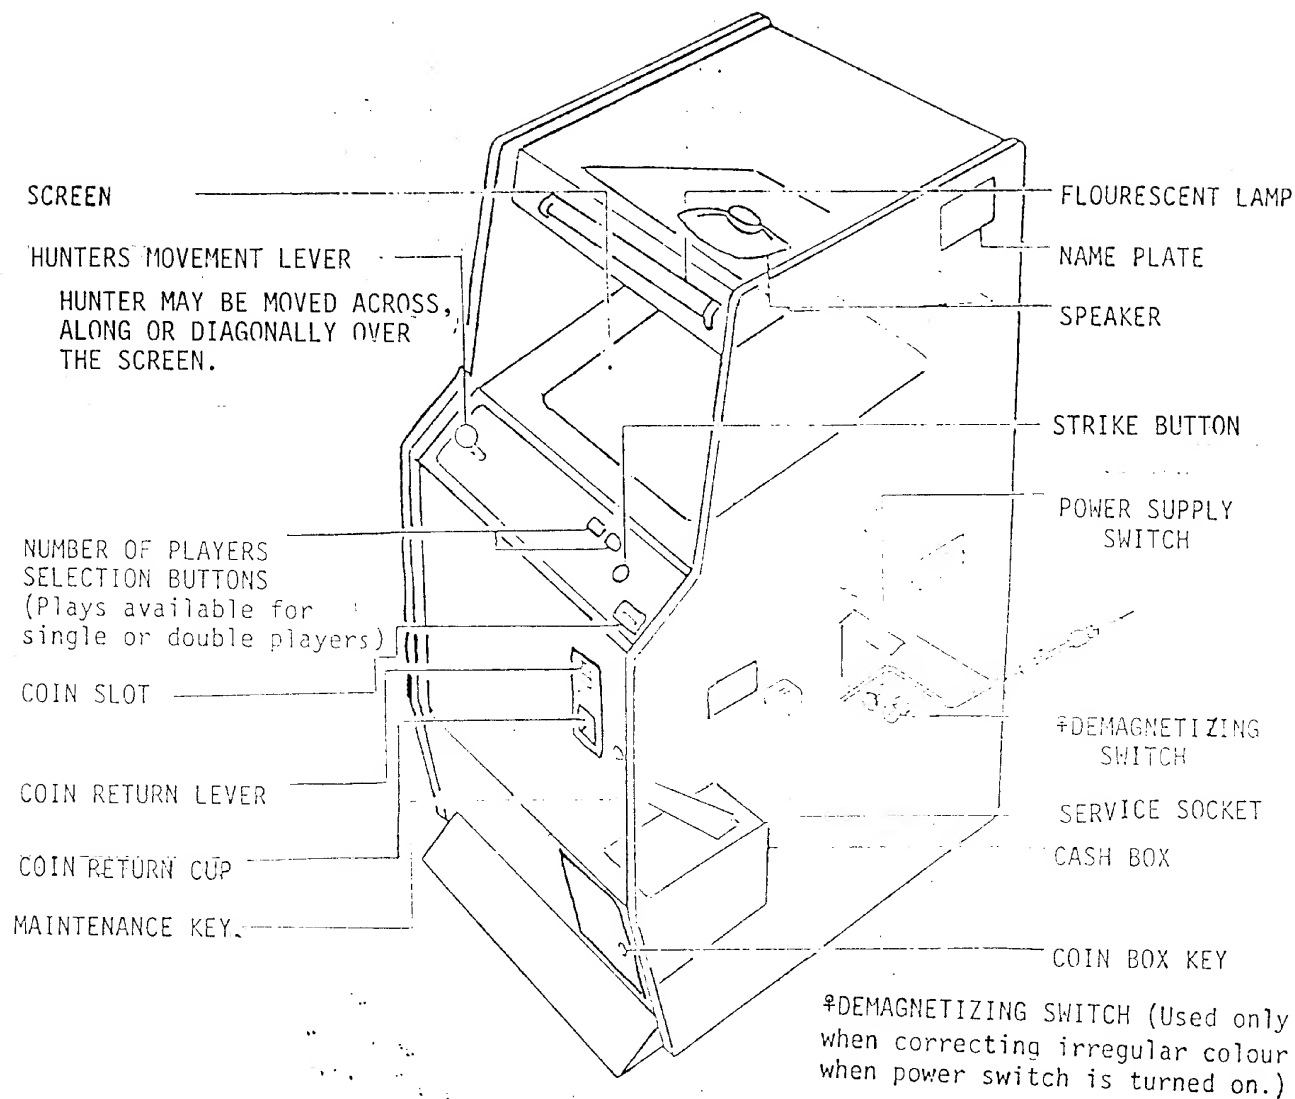 SCREEN
HUNTERS MOVEMENT LEVER
HUNTER MAY BE MOVED ACROSS,
ALONG OR DIAGONALLY OVER
THE SCREEN.
NUMBER OF PLAYERS
SELECTION BUTTONS
(Plays available for
single or double players)
COIN SLOT
COIN RETURN LEVER
COIN RETURN CUP
MAINTENANCE KEY.
FLOURESCENT LAMP
NAME PLATE
SPEAKER
STRIKE BUTTON
POWER SUPPLY
SWITCH
♀DEMAGNETIZING
SWITCH
SERVICE SOCKET
CASH BOX
COIN BOX KEY
♀DEMAGNETIZING SWITCH (Used only
when correcting irregular colour
when power switch is turned on.)